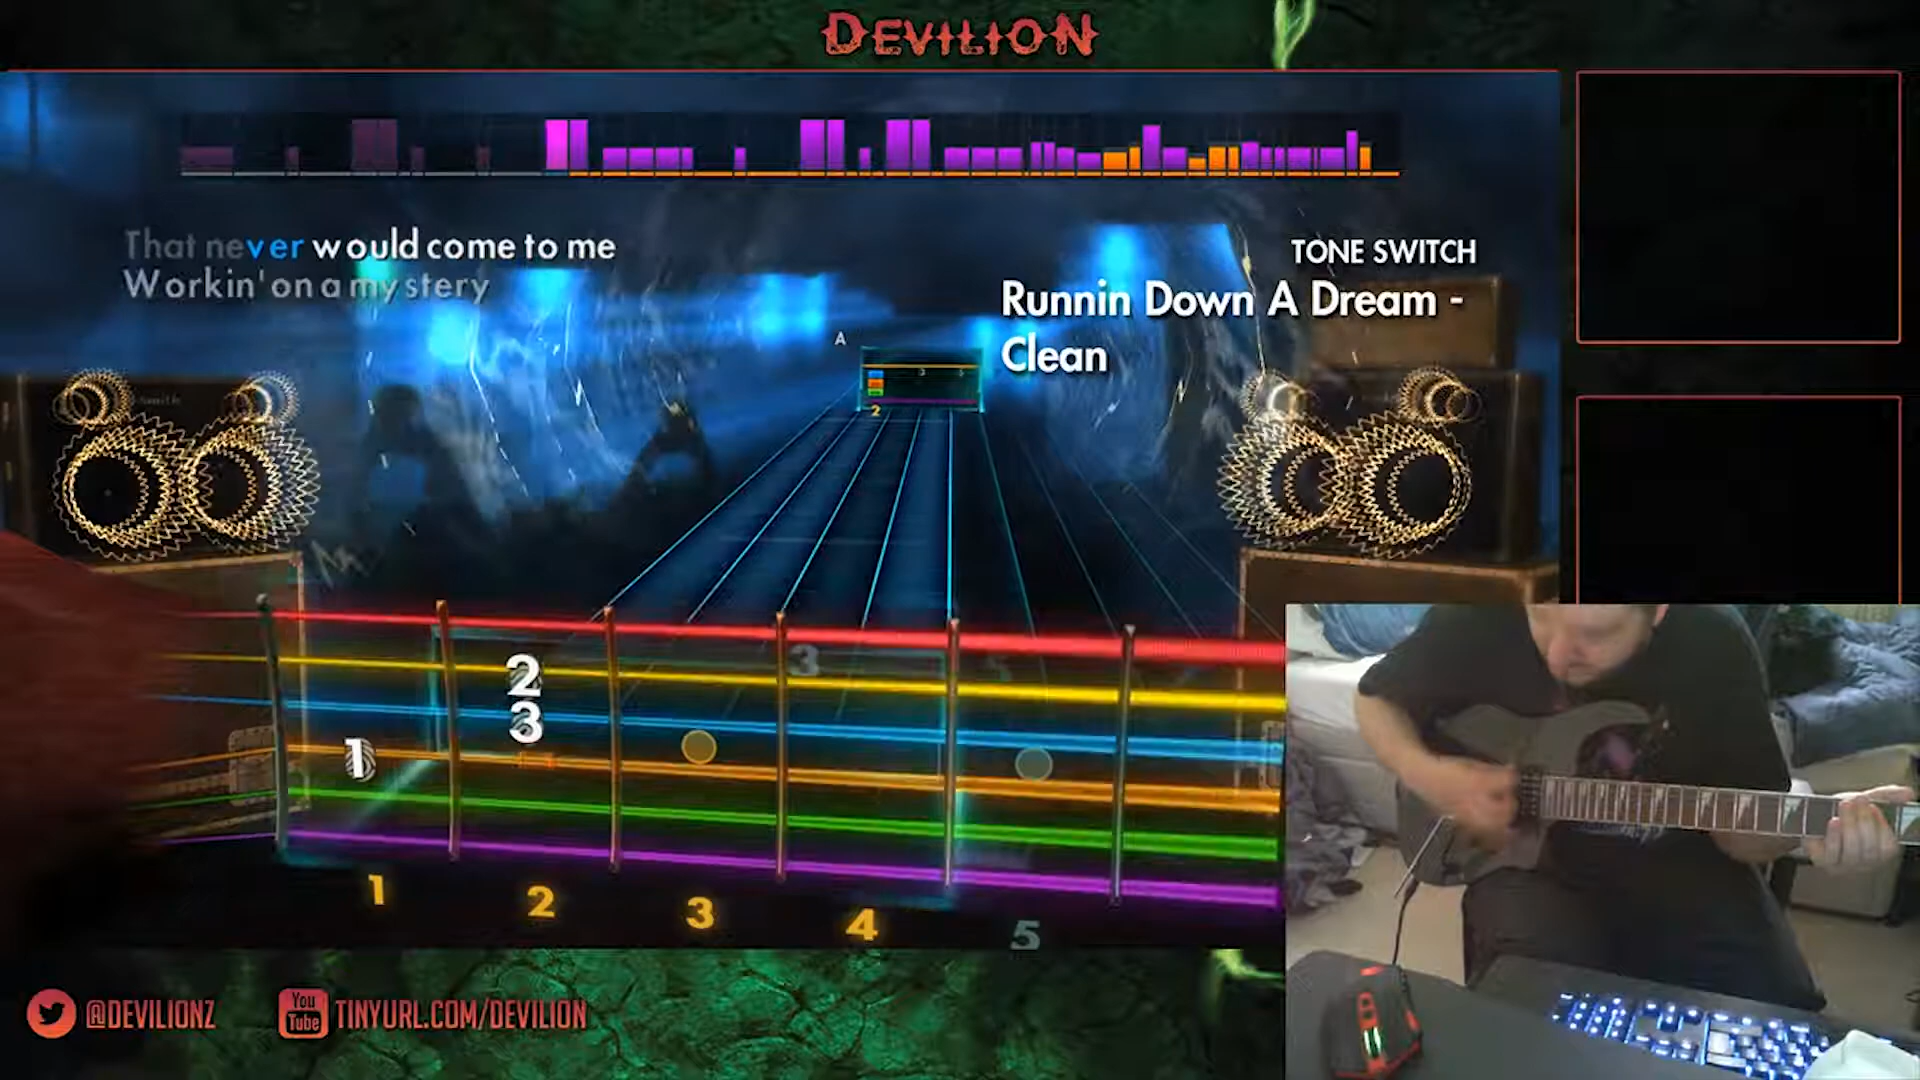 DEVILION
That never would come to me
Workin' on a mystery
TONE SWITCH
Runnin Down A Dream -
Clean
A
2
3
2
3
1
1
2
3
4
5
@DEVILIONZ
You
Tube
TINYURL.COM/DEVILION